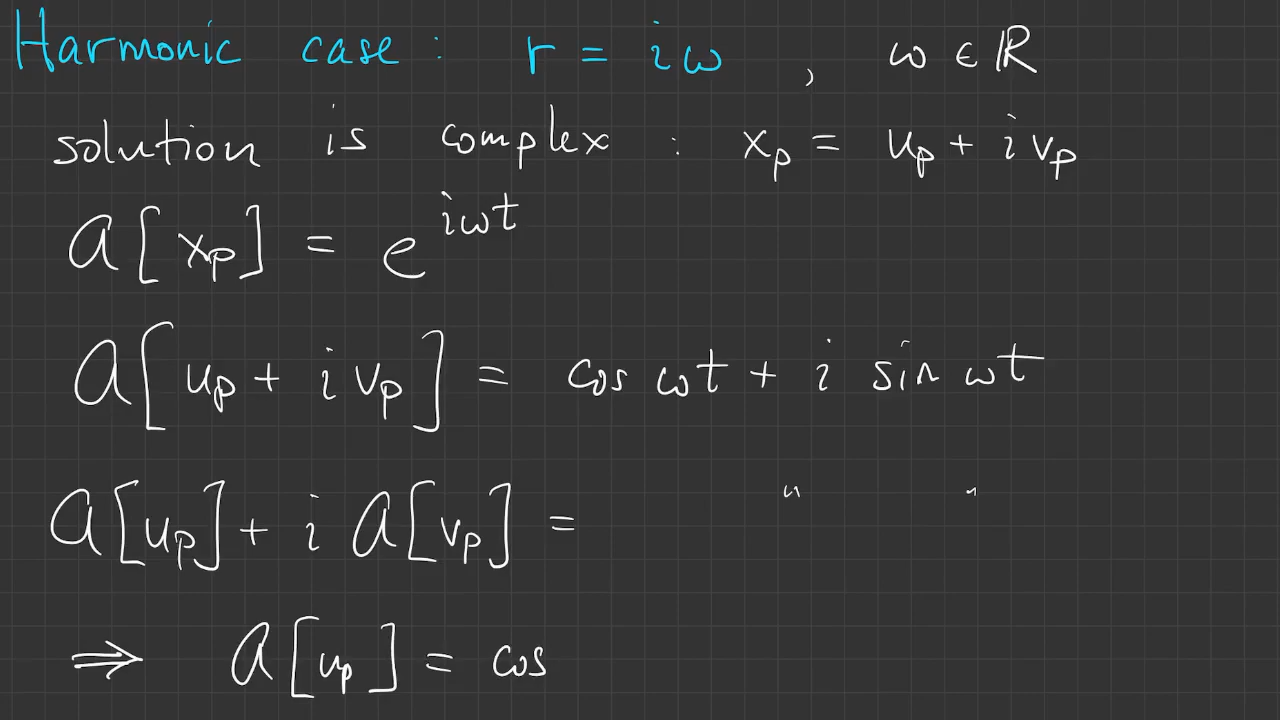 Harmonic case : r = iω , ω ∈ ℝ
solution is complex : xₚ = uₚ + i vₚ
a[xₚ] = e^{iωt}
a[uₚ + i vₚ] = cos ωt + i sin ωt
a[uₚ] + i a[vₚ] = " "
⇒ a[uₚ] = cos